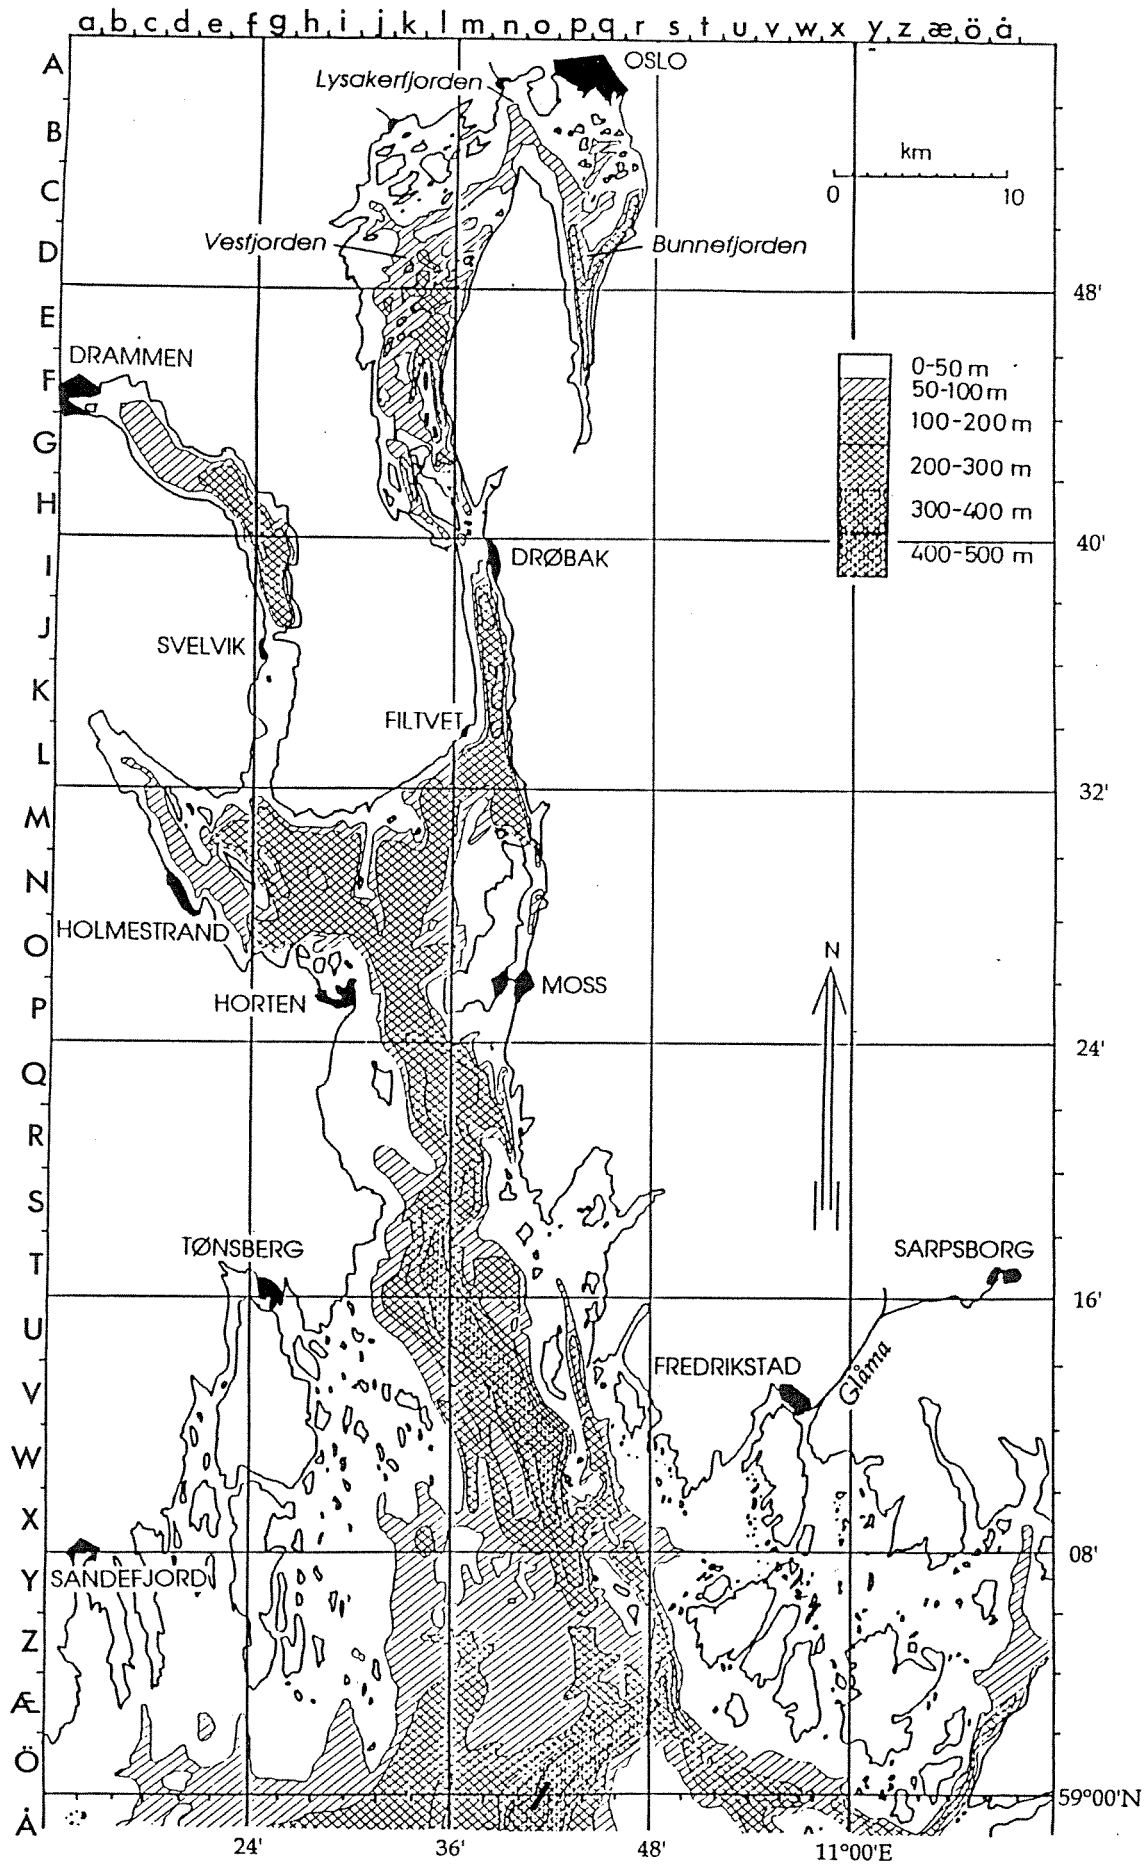 a b c d e f g h i j k l m n o p q r s t u v w x y z æ ö å
A
OSLO
Lysakerfjorden
B
km
C
0 10
Vestfjorden
Bunnefjorden
D
48'
E
DRAMMEN
0-50 m
F
50-100 m
100-200 m
G
200-300 m
H
300-400 m
40'
DRØBAK
400-500 m
I
J
SVELVIK
K
FILTVET
L
32'
M
N
HOLMESTRAND
O
N
MOSS
HORTEN
P
24'
Q
R
S
TØNSBERG
SARPSBORG
T
16'
U
FREDRIKSTAD
Glåma
V
W
X
08'
SANDEFJORD
Y
Z
Æ
Ö
59°00'N
Å
24' 36' 48' 11°00'E